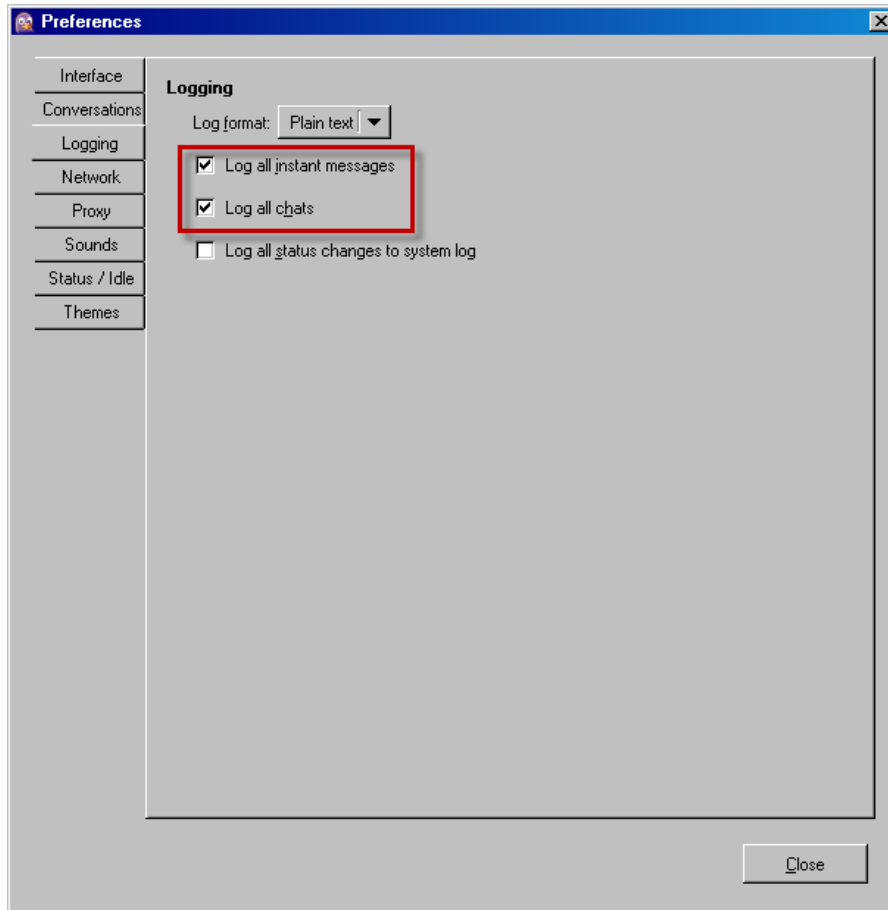 Preferences
Interface
Conversations
Logging
Network
Proxy
Sounds
Status / Idle
Themes
Logging
Log format: Plain text
Log all instant messages
Log all chats
Log all status changes to system log
Close